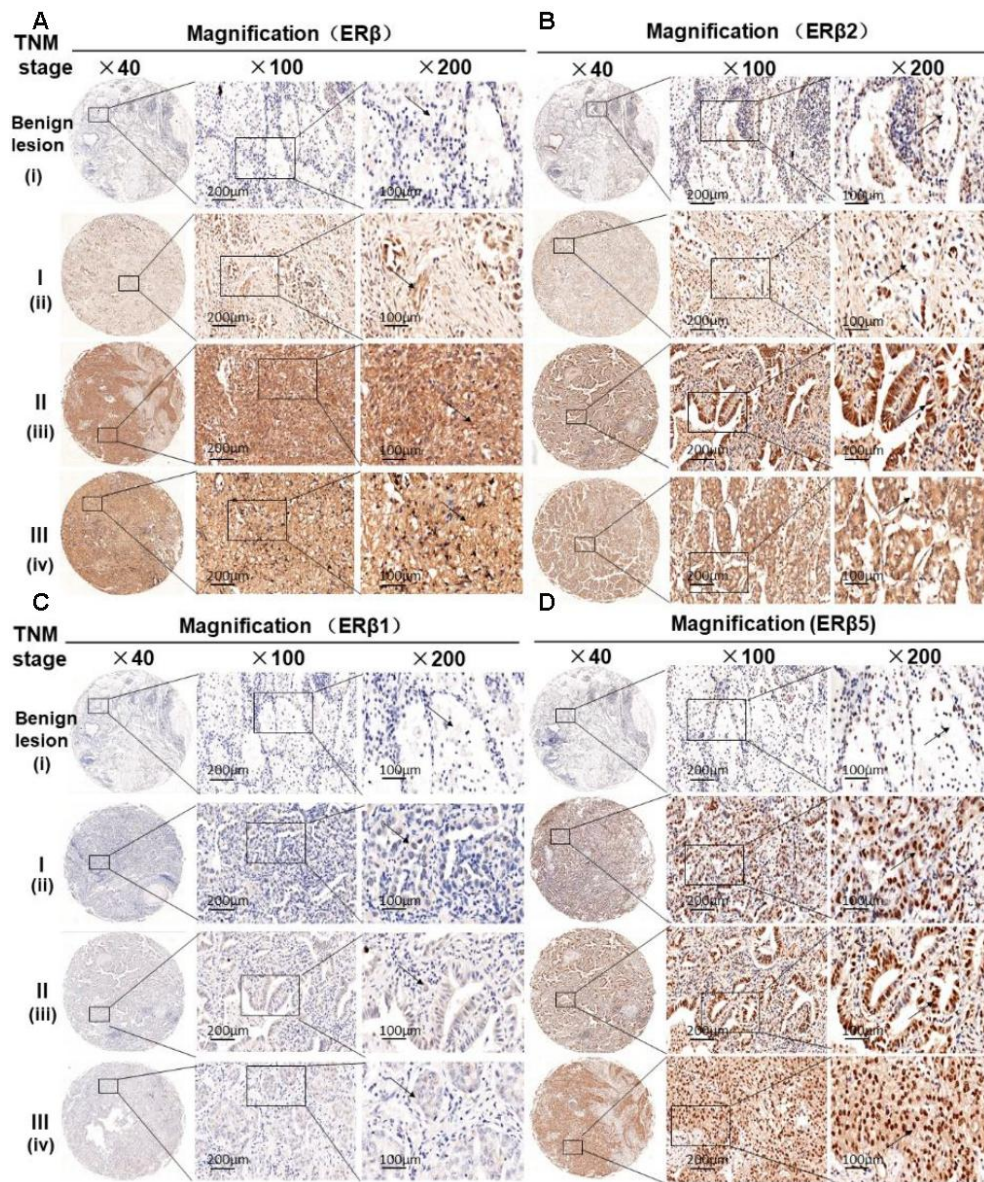 A
TNM stage
Magnification（ERβ）
×40 ×100 ×200
Benign lesion
(i)
200μm 100μm
I
(ii)
200μm 100μm
II
(iii)
200μm 100μm
III
(iv)
200μm 100μm
B
Magnification （ERβ2）
×40 ×100 ×200
200μm 100μm
200μm 100μm
200μm 100μm
200μm 100μm
C
TNM stage
Magnification （ERβ1）
×40 ×100 ×200
Benign lesion
(i)
200μm 100μm
I
(ii)
200μm 100μm
II
(iii)
200μm 100μm
III
(iv)
200μm 100μm
D
Magnification (ERβ5)
×40 ×100 ×200
200μm 100μm
200μm 100μm
200μm 100μm
200μm 100μm